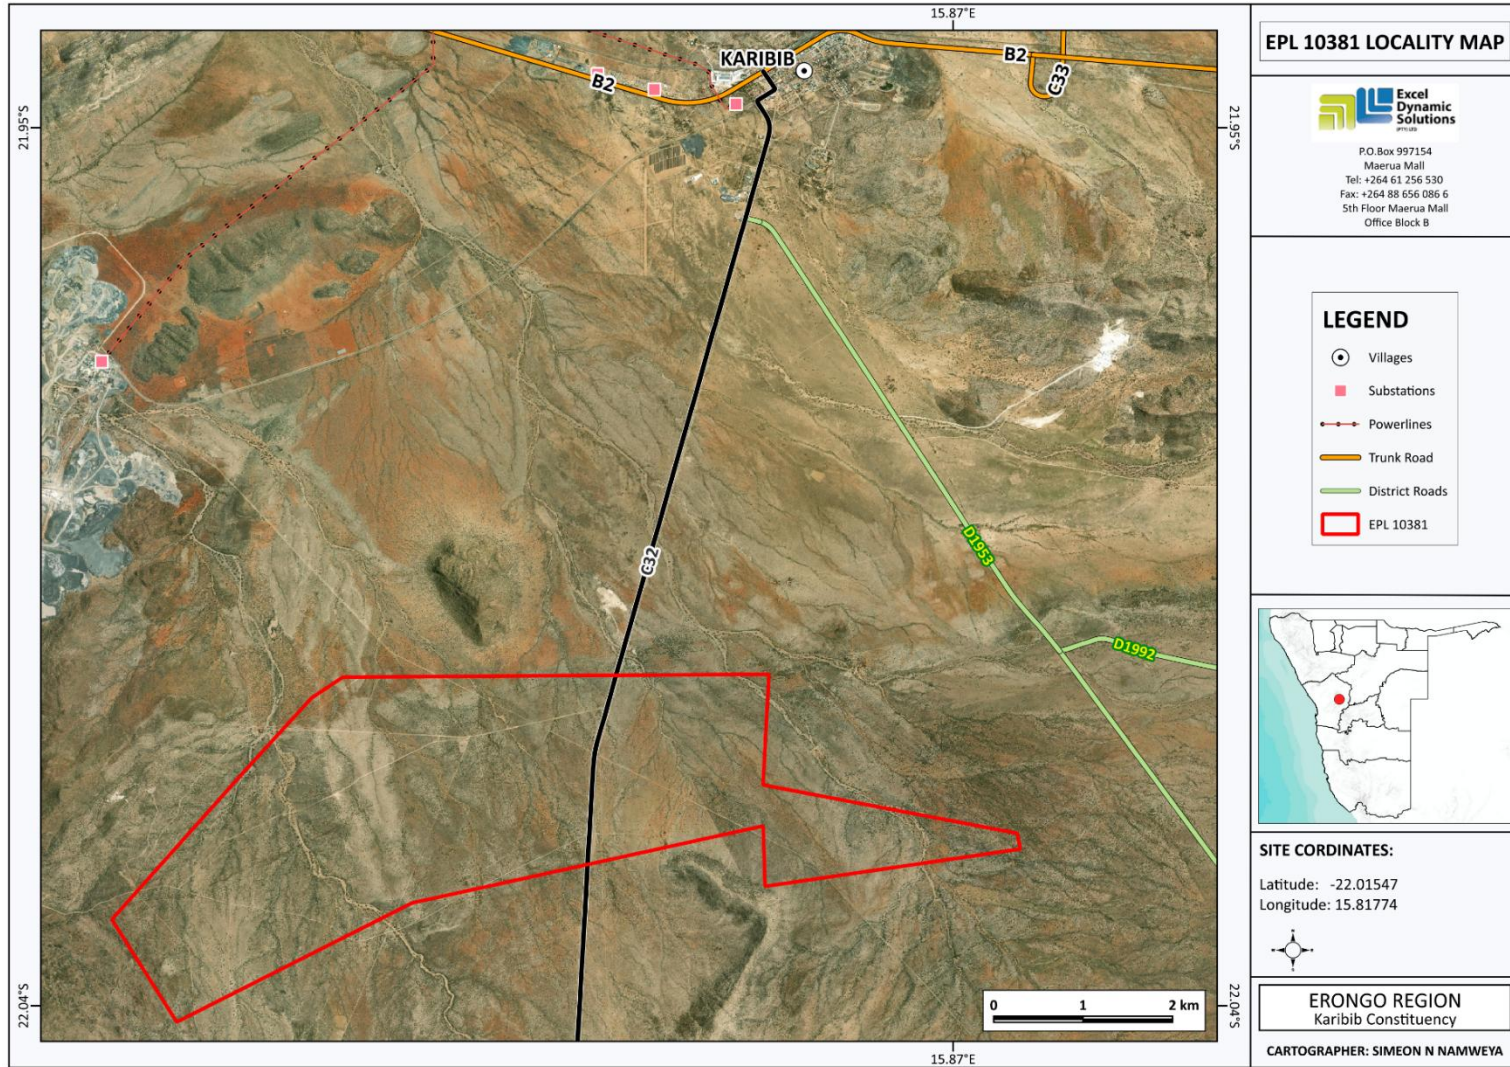 15.87°E
EPL 10381 LOCALITY MAP
KARIBIB
B2
B2
C33
21.95°S
21.95°S
Excel
Dynamic
Solutions
(PTY) LTD
P.O.Box 997154
Maerua Mall
Tel: +264 61 256 530
Fax: +264 88 656 086 6
5th Floor Maerua Mall
Office Block B
LEGEND
Villages
Substations
Powerlines
Trunk Road
District Roads
EPL 10381
c32
D1953
D1992
SITE CORDINATES:
Latitude: -22.01547
Longitude: 15.81774
22.04°S
22.04°S
0 1 2 km
ERONGO REGION
Karibib Constituency
15.87°E
CARTOGRAPHER: SIMEON N NAMWEYA